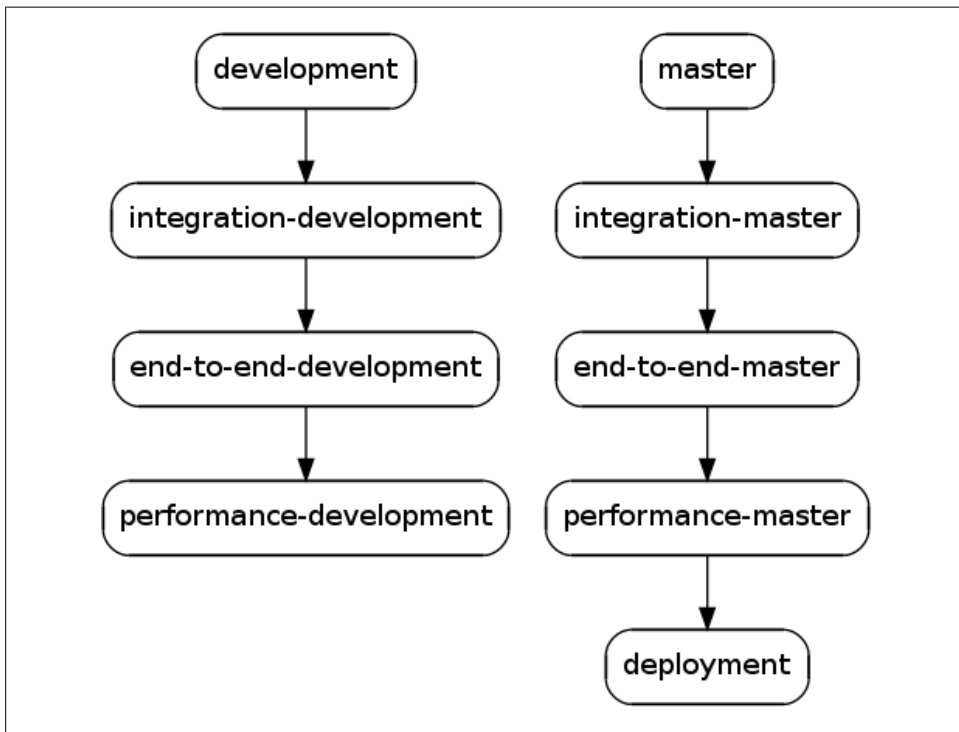 development
master
integration-development
integration-master
end-to-end-development
end-to-end-master
performance-development
performance-master
deployment